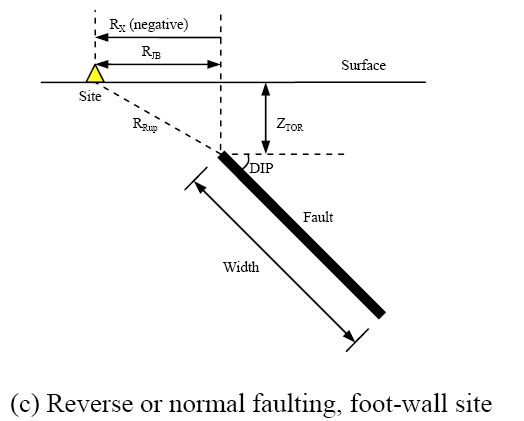 R_X (negative)
R_JB
Surface
Site
R_Rup
Z_TOR
DIP
Fault
Width
(c) Reverse or normal faulting, foot-wall site